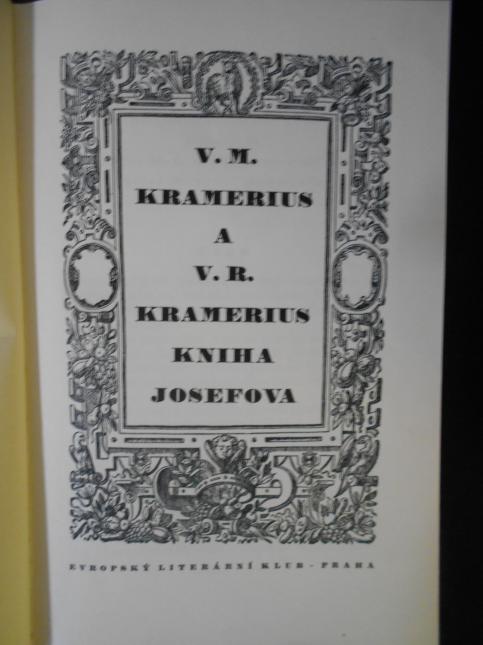 V. M.
KRAMERIUS
A
V. R.
KRAMERIUS
KNIHA
JOSEFOVA
EVROPSKÝ LITERÁRNÍ KLUB - PRAHA